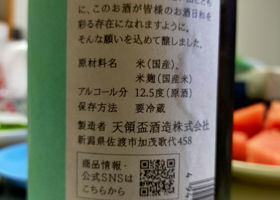 に、このお酒が皆様のお酒日和を
彩る存在になれますように。
そんな願いを込めて醸しました。
原材料名 米(国産)、
米麹(国産米)
アルコール分 12.5度(原酒)
保存方法 要冷蔵
製造者 天領盃酒造株式会社
新潟県佐渡市加茂歌代458
商品情報・
公式SNSは
こちらから